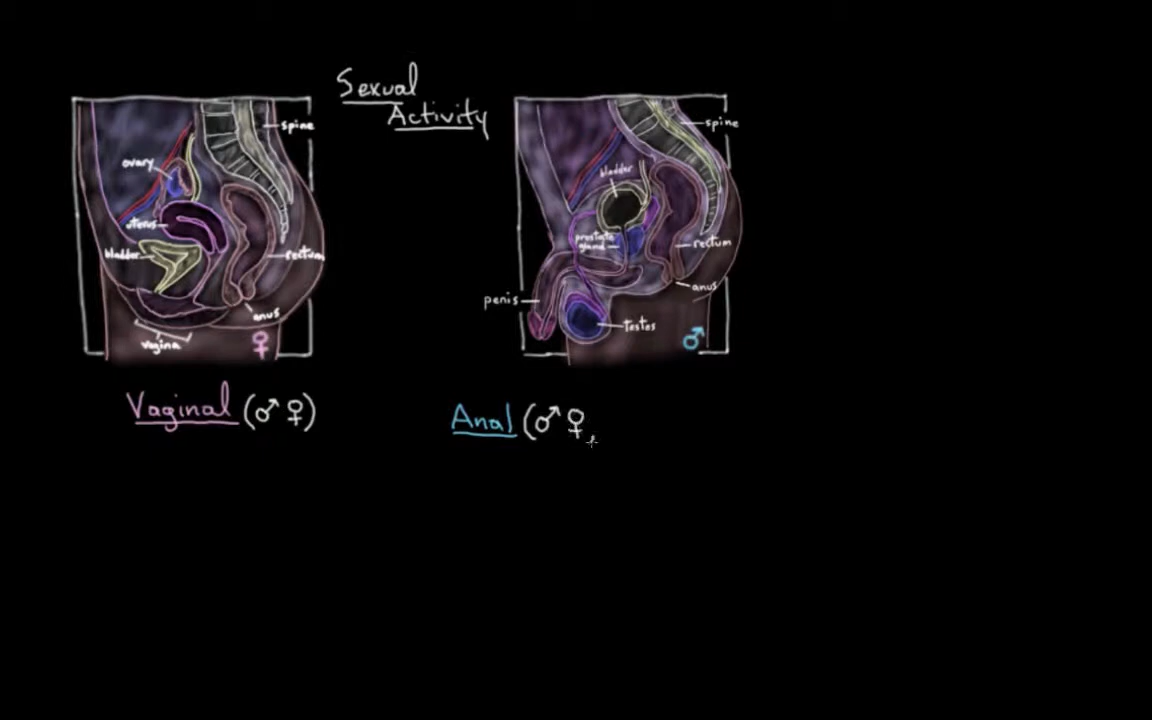 Sexual
Activity
spine
ovary
uterus
bladder
rectum
anus
vagina
♀
spine
bladder
prostate
gland
rectum
anus
penis
testes
♂
Vaginal (♂ ♀)
Anal (♂ ♀